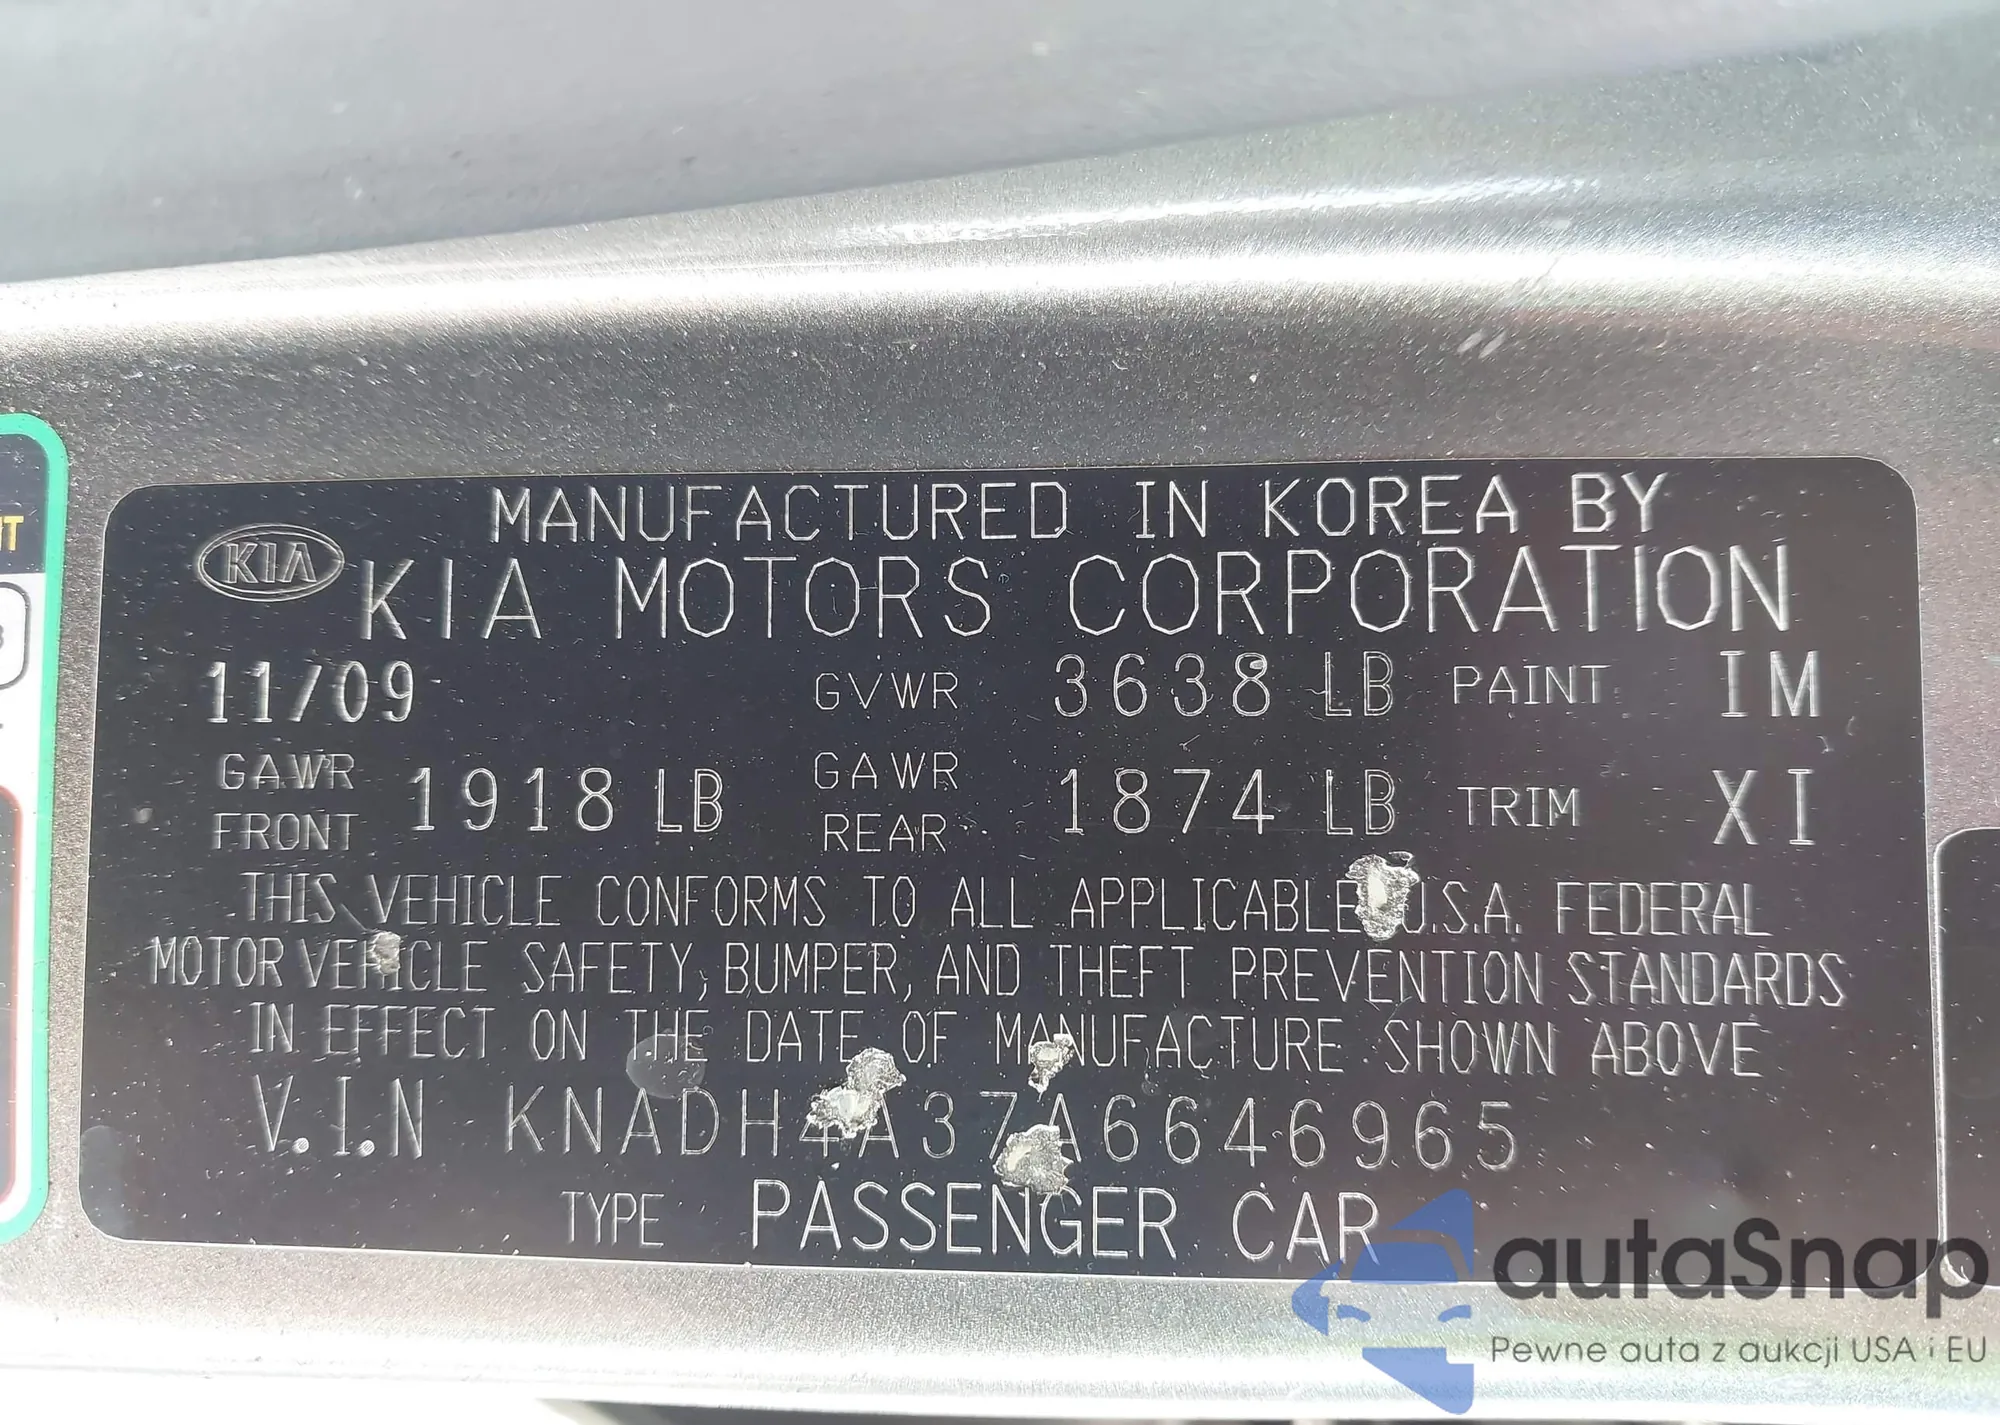 MANUFACTURED IN KOREA BY
KIA
KIA MOTORS CORPORATION
11/09 GVWR 3638 LB PAINT IM
GAWR FRONT 1918 LB GAWR REAR 1874 LB TRIM XI
THIS VEHICLE CONFORMS TO ALL APPLICABLE U.S.A. FEDERAL
MOTOR VEHICLE SAFETY, BUMPER, AND THEFT PREVENTION STANDARDS
IN EFFECT ON THE DATE OF MANUFACTURE SHOWN ABOVE
V.I.N KNADH4A37A6646965
TYPE PASSENGER CAR
autaSnap
Pewne auta z aukcji USA i EU